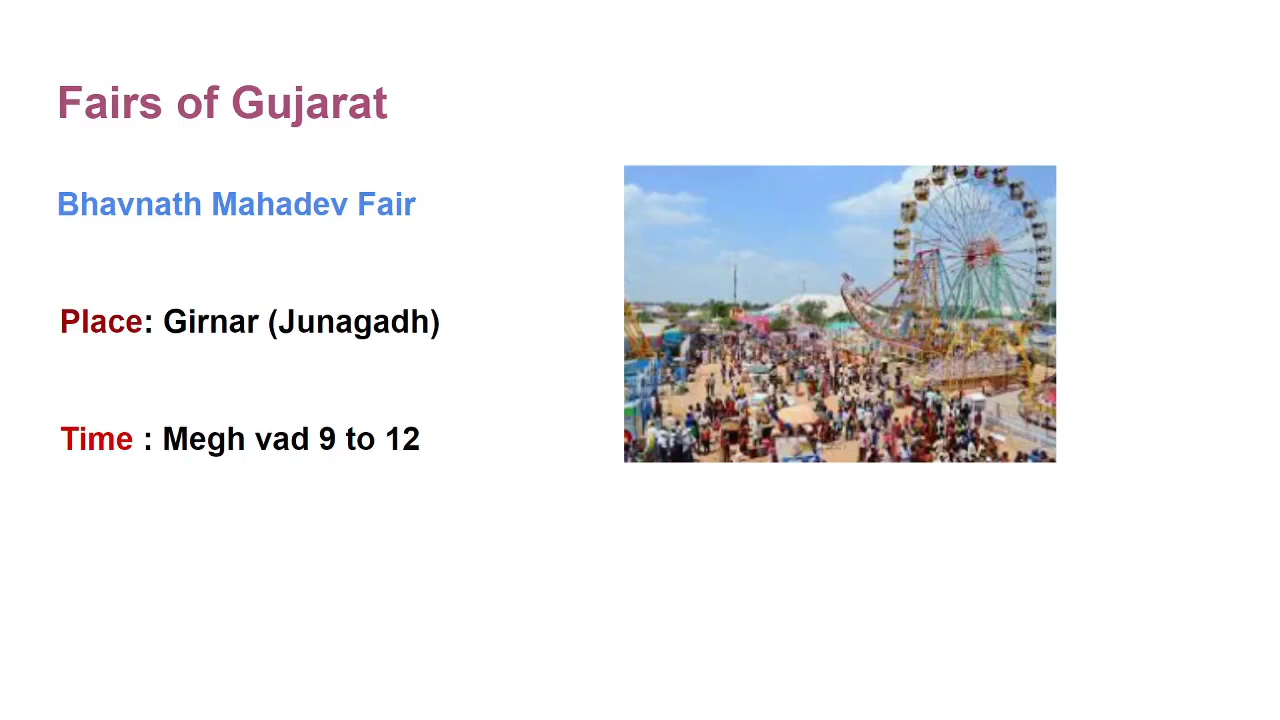 Fairs of Gujarat
Bhavnath Mahadev Fair
Place: Girnar (Junagadh)
Time : Megh vad 9 to 12